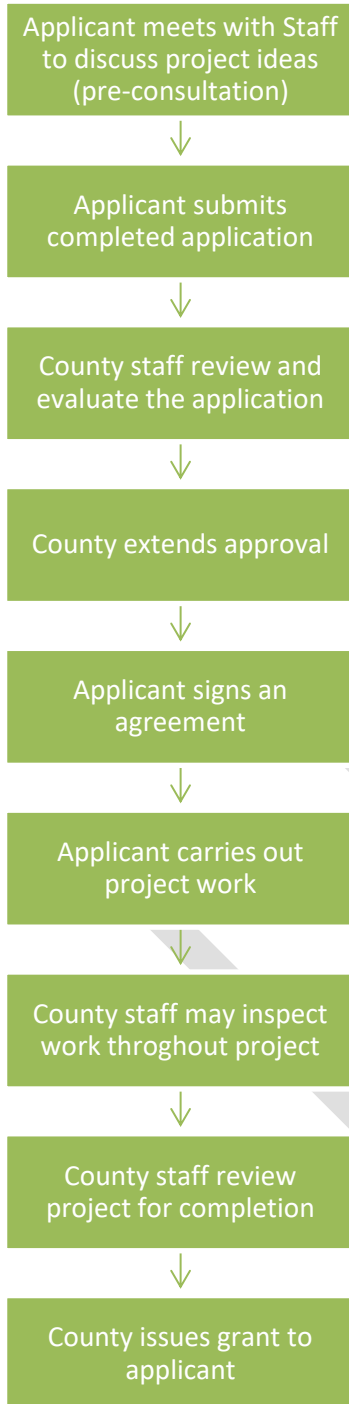 Applicant meets with Staff
to discuss project ideas
(pre-consultation)
Applicant submits
completed application
County staff review and
evaluate the application
County extends approval
Applicant signs an
agreement
Applicant carries out
project work
County staff may inspect
work throghout project
County staff review
project for completion
County issues grant to
applicant